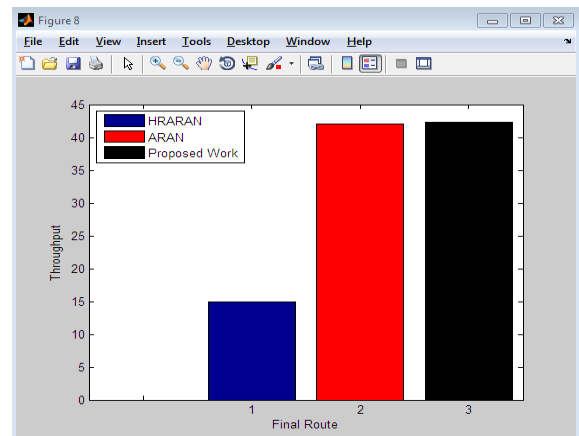 Figure 8
File Edit View Insert Tools Desktop Window Help
45
40
35
30
25
20
15
10
5
0
Throughput
HRARAN
ARAN
Proposed Work
1 2 3
Final Route